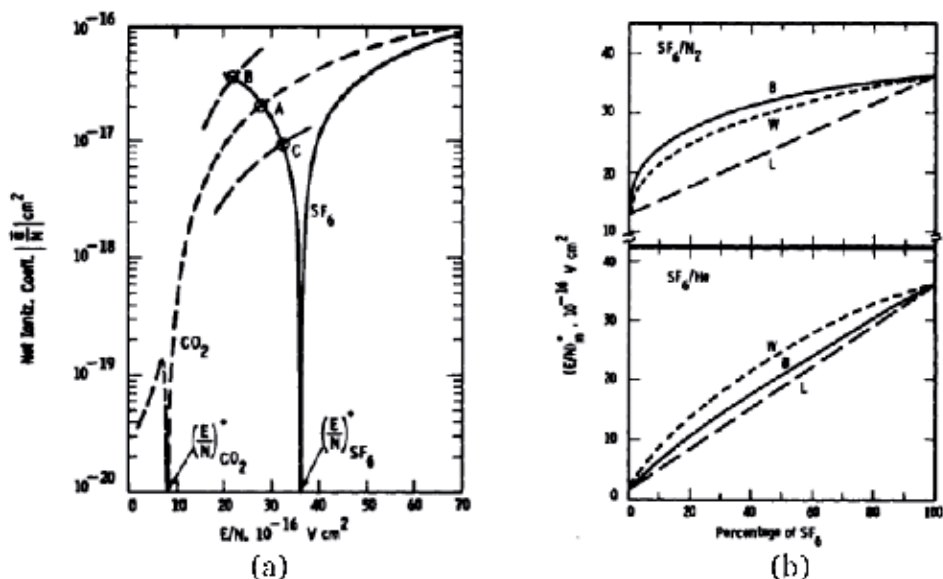 Net Ioniz. Coeff. |ᾱ/N| cm²
10⁻¹⁶
10⁻¹⁷
10⁻¹⁸
10⁻¹⁹
10⁻²⁰
B
A
C
SF₆
CO₂
(E/N)*CO₂
(E/N)*SF₆
0 10 20 30 40 50 60 70
E/N, 10⁻¹⁶ V cm²
(a)
SF₆/N₂
40
30
20
10
B
W
L
SF₆/He
(E/N)*m, 10⁻¹⁶ V cm²
40
30
20
10
0
W
B
L
0 20 40 60 80 100
Percentage of SF₆
(b)